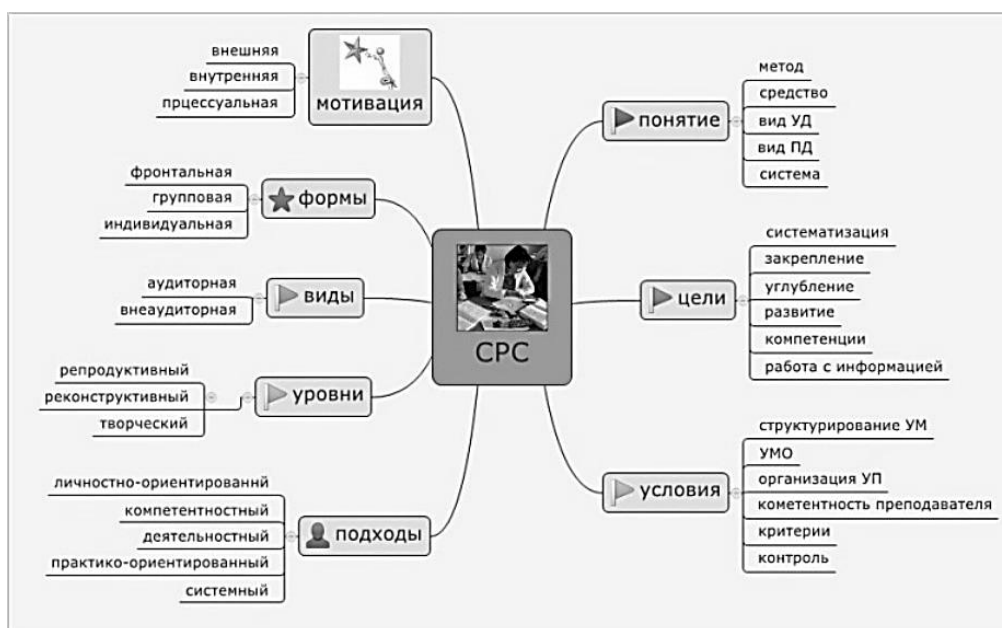 внешняя
внутренняя
прцессуальная
мотивация
фронтальная
групповая
индивидуальная
формы
аудиторная
внеаудиторная
виды
репродуктивный
реконструктивный
творческий
уровни
личностно-ориентированнй
компетентностный
деятельностный
практико-ориентированный
системный
подходы
СРС
понятие
метод
средство
вид УД
вид ПД
система
цели
систематизация
закрепление
углубление
развитие
компетенции
работа с информацией
условия
структурирование УМ
УМО
организация УП
кометентность преподавателя
критерии
контроль